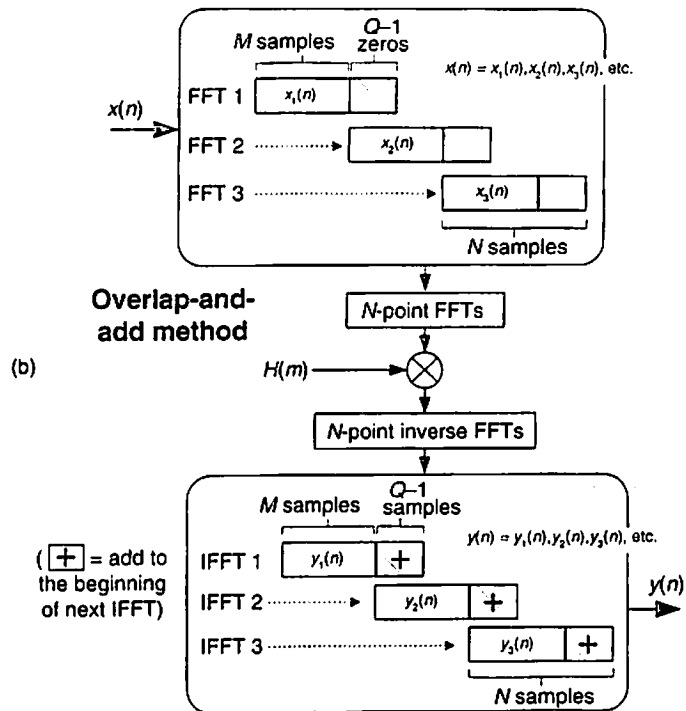 Q–1
M samples zeros
x(n) = x₁(n),x₂(n),x₃(n), etc.
x(n)
FFT 1 x₁(n)
FFT 2 x₂(n)
FFT 3 x₃(n)
N samples
Overlap-and-
add method
N-point FFTs
(b)
H(m)
N-point inverse FFTs
Q–1
M samples samples
y(n) = y₁(n),y₂(n),y₃(n), etc.
( + = add to
the beginning
of next IFFT)
IFFT 1 y₁(n) +
IFFT 2 y₂(n) +
IFFT 3 y₃(n) +
y(n)
N samples